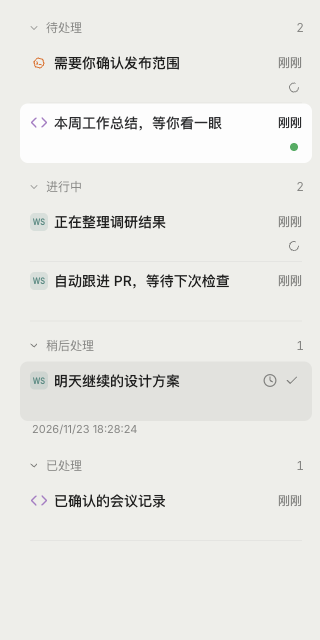 待处理 2
需要你确认发布范围 刚刚
本周工作总结，等你看一眼 刚刚
进行中 2
WS 正在整理调研结果 刚刚
WS 自动跟进 PR，等待下次检查 刚刚
稍后处理 1
WS 明天继续的设计方案
2026/11/23 18:28:24
已处理 1
已确认的会议记录 刚刚